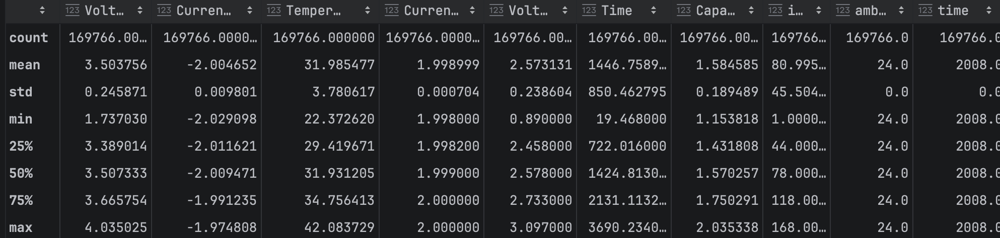 123 Volt… 123 Curren… 123 Temper… 123 Curren… 123 Volt… 123 Time 123 Capa… 123 i… 123 amb… 123 time
count 169766.00… 169766.0000… 169766.000000 169766.0000… 169766.00… 169766.00… 169766.00… 169766… 169766.0 169766.0
mean 3.503756 -2.004652 31.985477 1.998999 2.573131 1446.7589… 1.584585 80.995… 24.0 2008.0
std 0.245871 0.009801 3.780617 0.000704 0.238604 850.462795 0.189489 45.504… 0.0 0.0
min 1.737030 -2.029098 22.372620 1.998000 0.890000 19.468000 1.153818 1.0000… 24.0 2008.0
25% 3.389014 -2.011621 29.419671 1.998200 2.458000 722.016000 1.431808 44.000… 24.0 2008.0
50% 3.507333 -2.009471 31.931205 1.999000 2.578000 1424.8130… 1.570257 78.000… 24.0 2008.0
75% 3.665754 -1.991235 34.756413 2.000000 2.733000 2131.1132… 1.750291 118.00… 24.0 2008.0
max 4.035025 -1.974808 42.083729 2.000000 3.097000 3690.2340… 2.035338 168.00… 24.0 2008.0